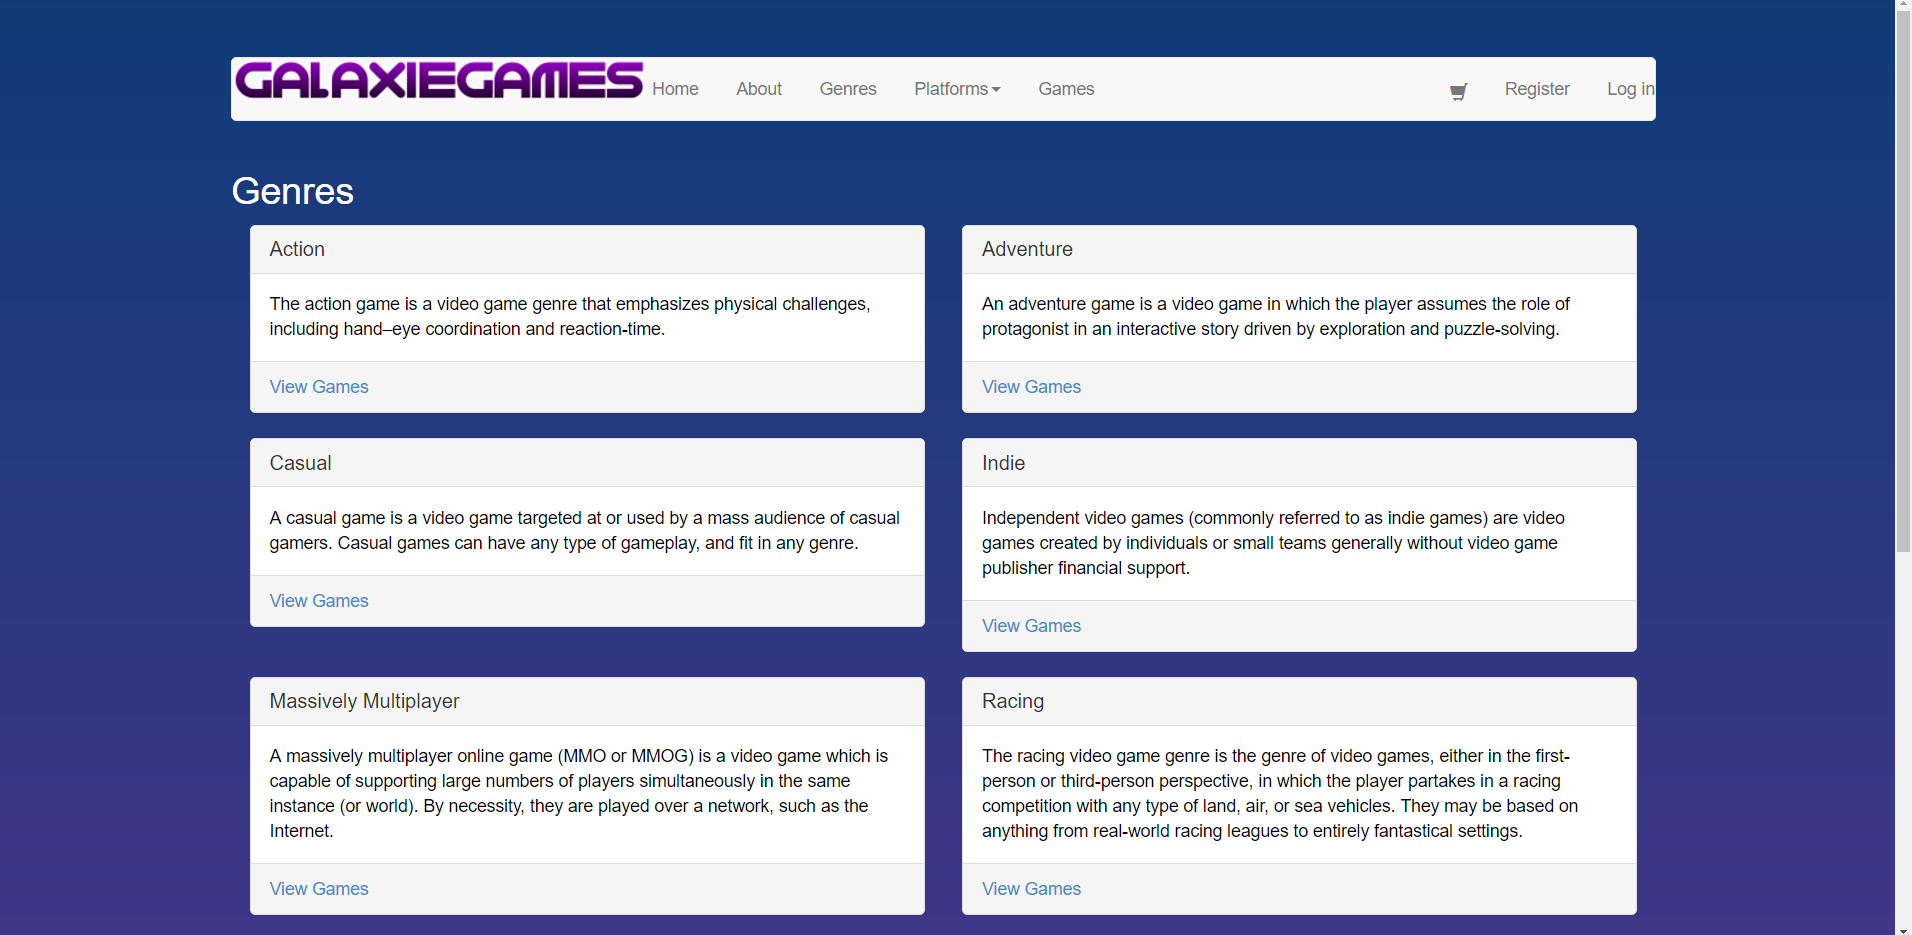 GALAXIEGAMES Home About Genres Platforms Games Register Log in
Genres
Action
The action game is a video game genre that emphasizes physical challenges,
including hand–eye coordination and reaction-time.
View Games
Adventure
An adventure game is a video game in which the player assumes the role of
protagonist in an interactive story driven by exploration and puzzle-solving.
View Games
Casual
A casual game is a video game targeted at or used by a mass audience of casual
gamers. Casual games can have any type of gameplay, and fit in any genre.
View Games
Indie
Independent video games (commonly referred to as indie games) are video
games created by individuals or small teams generally without video game
publisher financial support.
View Games
Massively Multiplayer
A massively multiplayer online game (MMO or MMOG) is a video game which is
capable of supporting large numbers of players simultaneously in the same
instance (or world). By necessity, they are played over a network, such as the
Internet.
View Games
Racing
The racing video game genre is the genre of video games, either in the first-
person or third-person perspective, in which the player partakes in a racing
competition with any type of land, air, or sea vehicles. They may be based on
anything from real-world racing leagues to entirely fantastical settings.
View Games